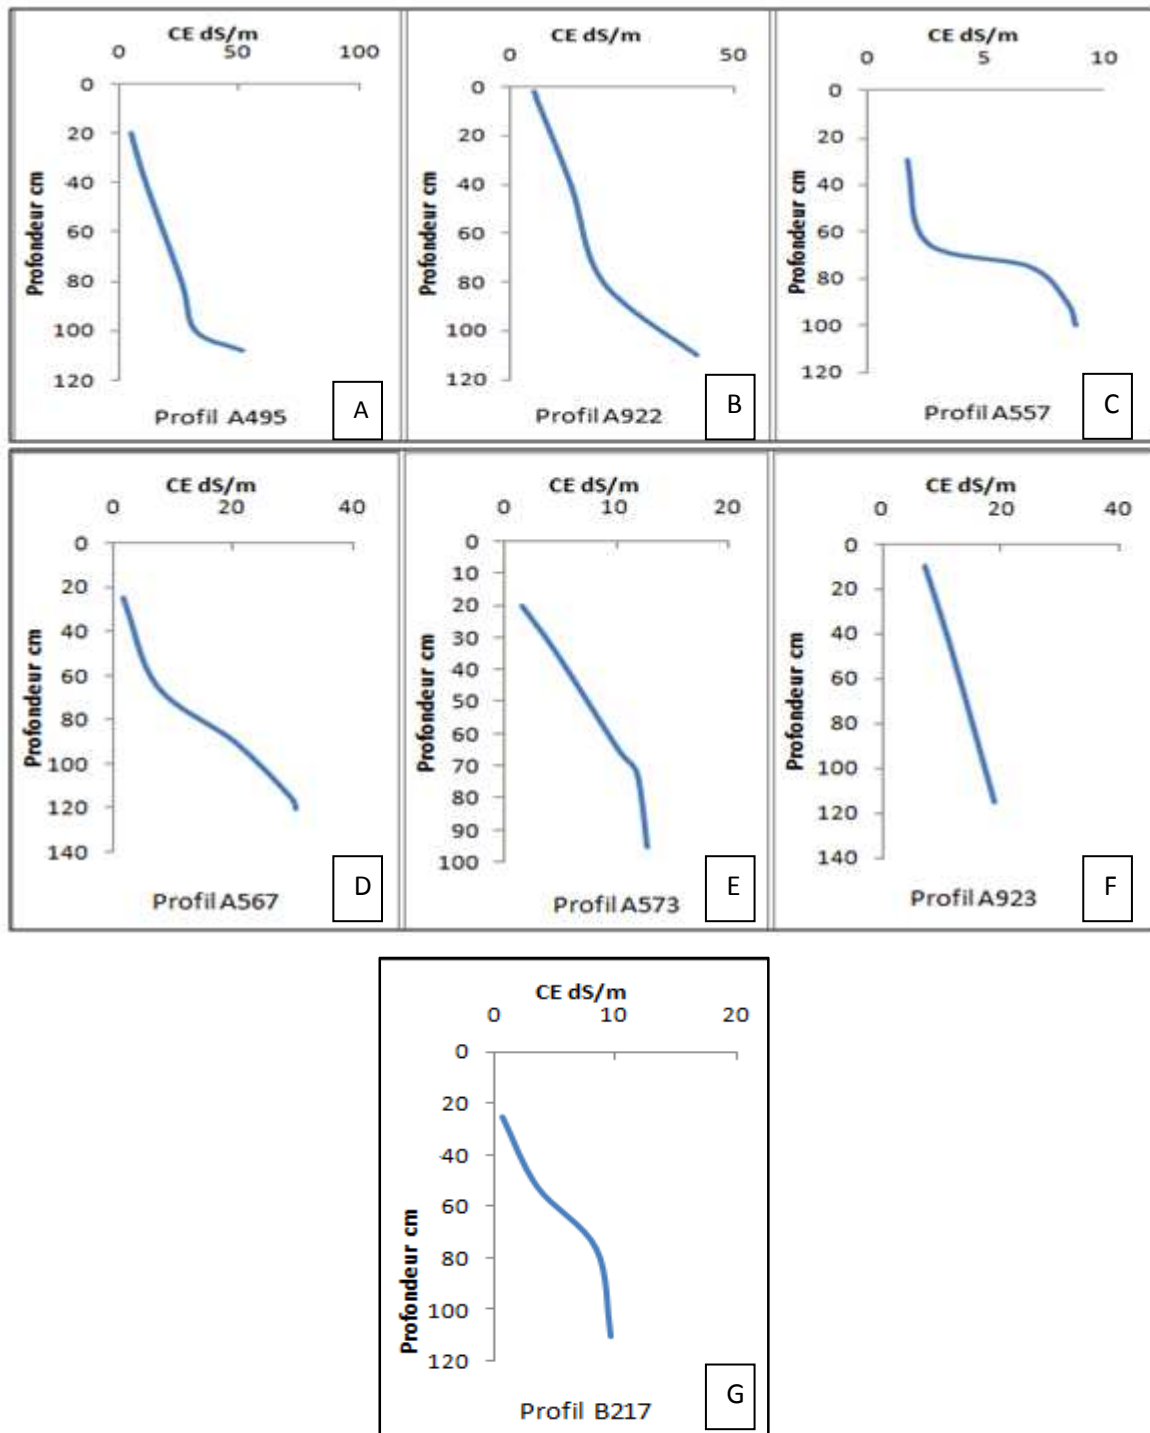 CE dS/m
0 50 100
0
20
40
60
80
100
120
Profondeur cm
Profil A495
A
CE dS/m
0 50
0
20
40
60
80
100
120
Profondeur cm
Profil A922
B
CE dS/m
0 5 10
0
20
40
60
80
100
120
Profondeur cm
Profil A557
C
CE dS/m
0 20 40
0
20
40
60
80
100
120
140
Profondeur cm
Profil A567
D
CE dS/m
0 10 20
0
10
20
30
40
50
60
70
80
90
100
Profondeur cm
Profil A573
E
CE dS/m
0 20 40
0
20
40
60
80
100
120
140
Profondeur cm
Profil A923
F
CE dS/m
0 10 20
0
20
40
60
80
100
120
Profondeur cm
Profil B217
G